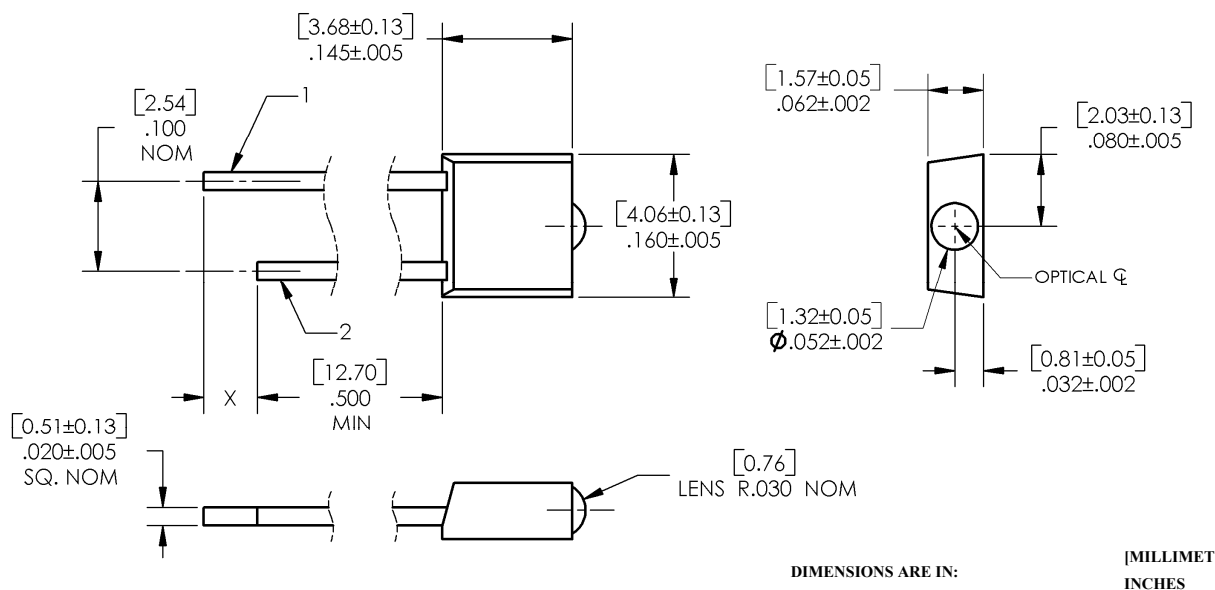 [3.68±0.13]
.145±.005
[2.54]
.100
NOM
1
[1.57±0.05]
.062±.002
[2.03±0.13]
.080±.005
[4.06±0.13]
.160±.005
OPTICAL ℄
2
[1.32±0.05]
Ø.052±.002
[12.70]
.500
MIN
X
[0.81±0.05]
.032±.002
[0.51±0.13]
.020±.005
SQ. NOM
[0.76]
LENS R.030 NOM
DIMENSIONS ARE IN:
[MILLIMET
INCHES